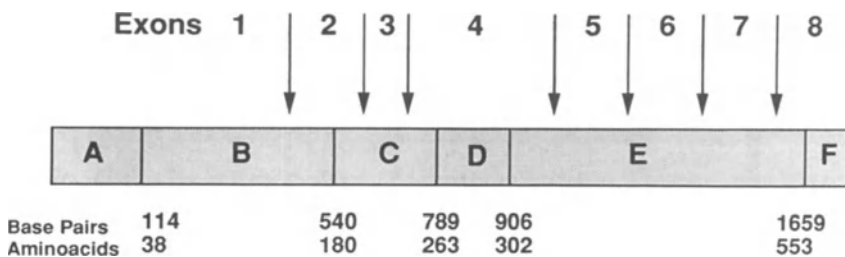 Exons 1 2 3 4 5 6 7 8
A B C D E F
Base Pairs 114 540 789 906 1659
Aminoacids 38 180 263 302 553